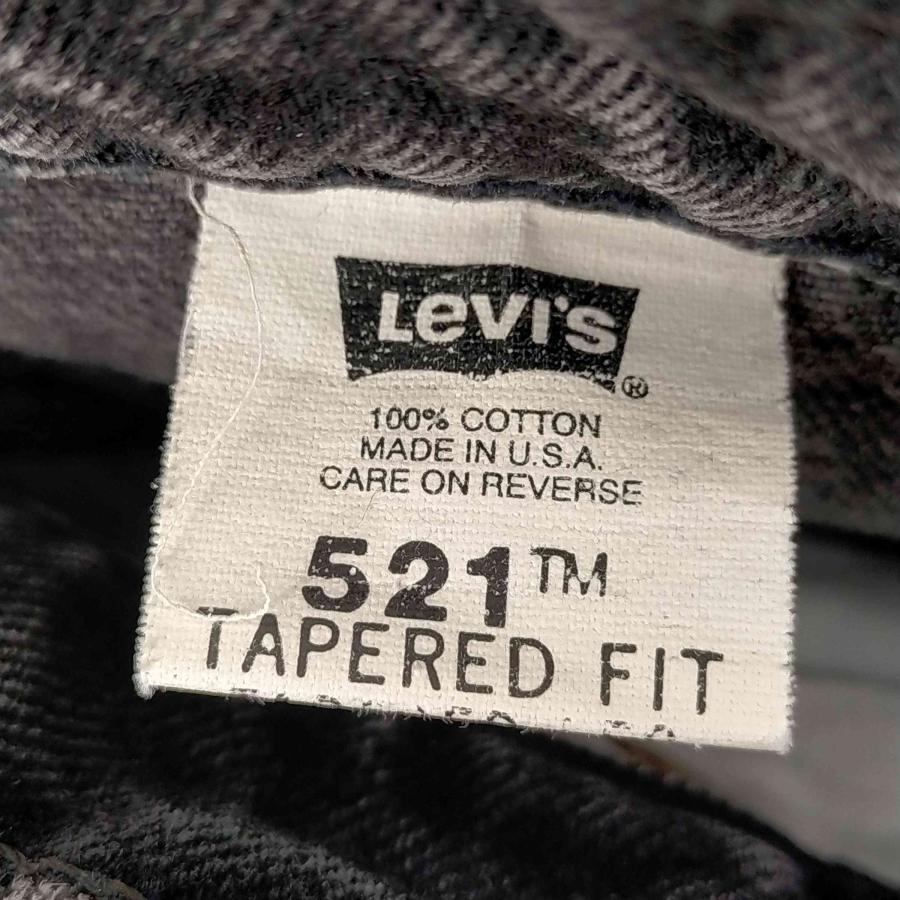 LEVI'S®
100% COTTON
MADE IN U.S.A.
CARE ON REVERSE
521™
TAPERED FIT